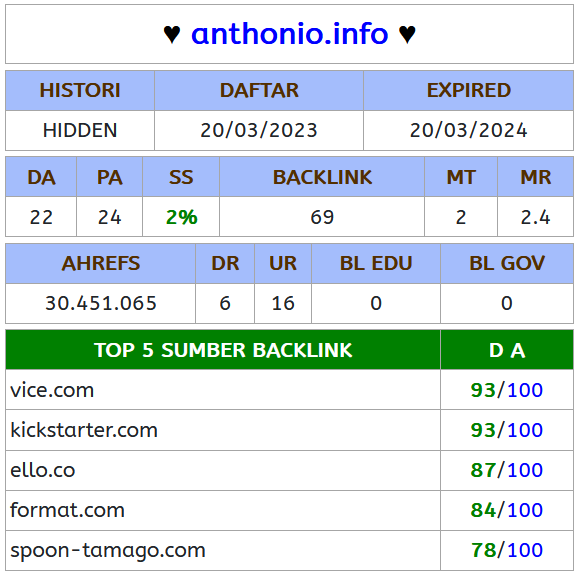 ♥ anthonio.info ♥
HISTORI DAFTAR EXPIRED
HIDDEN 20/03/2023 20/03/2024
DA PA SS BACKLINK MT MR
22 24 2% 69 2 2.4
AHREFS DR UR BL EDU BL GOV
30.451.065 6 16 0 0
TOP 5 SUMBER BACKLINK D A
vice.com 93/100
kickstarter.com 93/100
ello.co 87/100
format.com 84/100
spoon-tamago.com 78/100